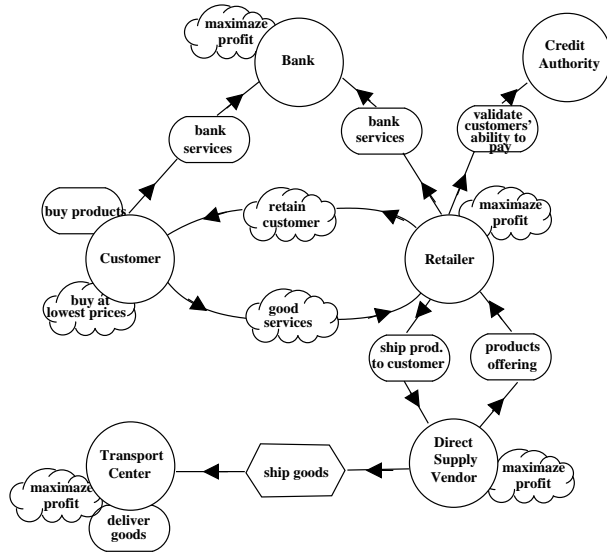 maximaze
profit
Bank
Credit
Authority
bank
services
bank
services
validate
customers'
ability to
pay
buy products
retain
customer
maximaze
profit
Customer
Retailer
buy at
lowest prices
good
services
ship prod.
to customer
products
offering
Transport
Center
ship goods
Direct
Supply
Vendor
maximaze
profit
maximaze
profit
deliver
goods